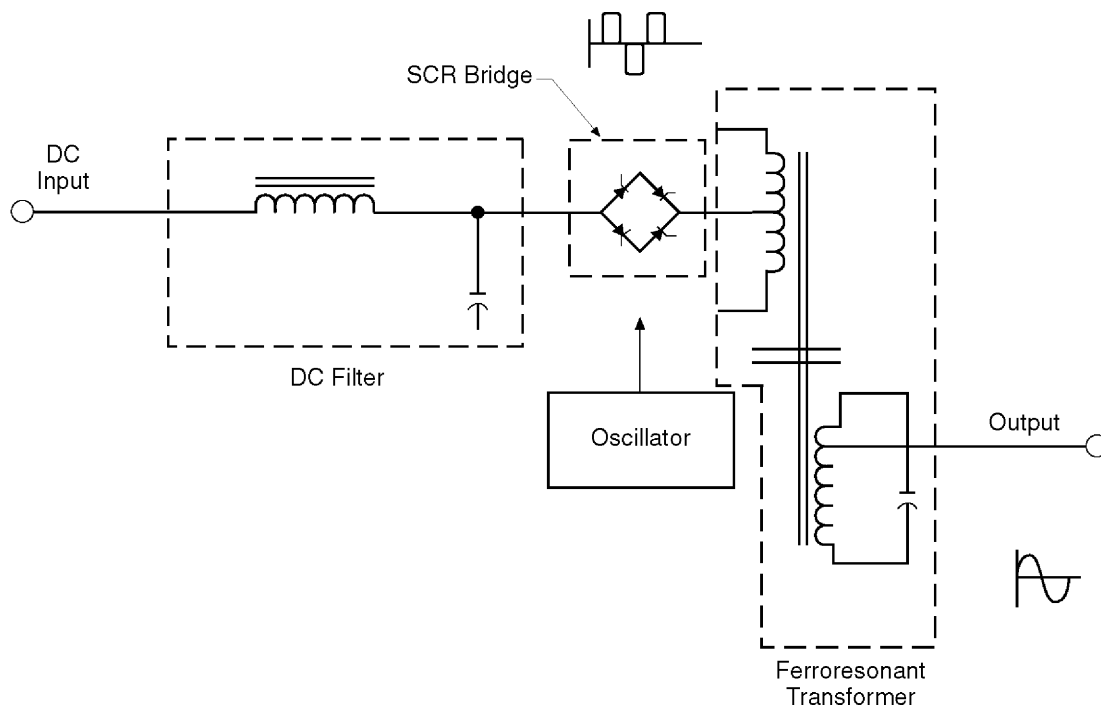 SCR Bridge
DC
Input
DC Filter
Oscillator
Output
Ferroresonant
Transformer